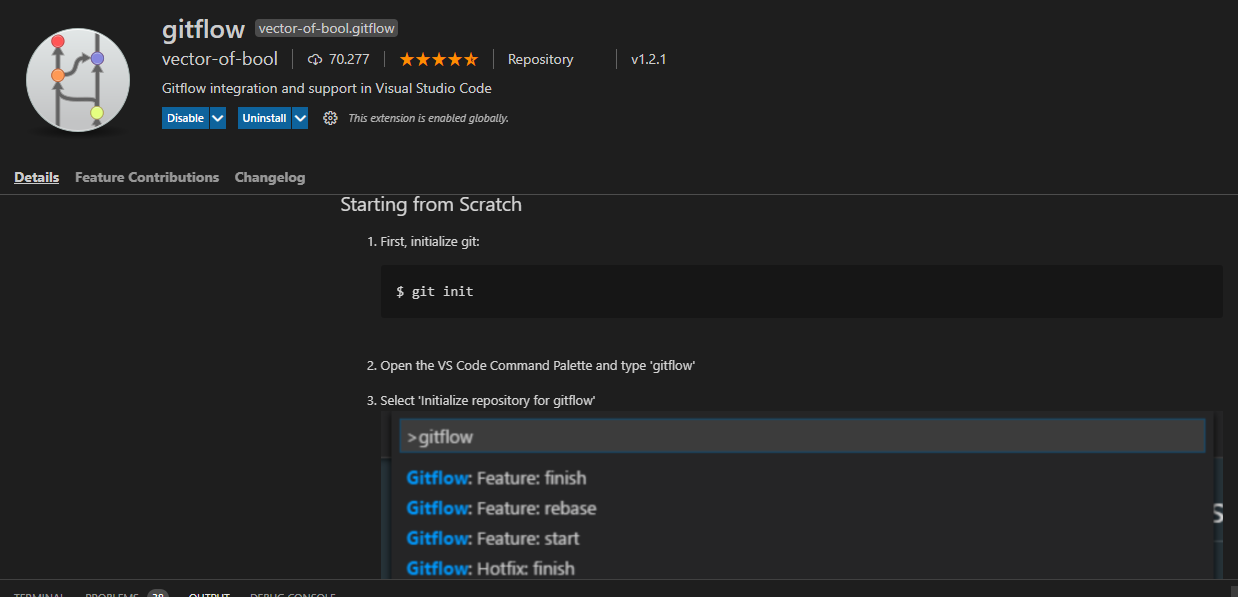 gitflow vector-of-bool.gitflow
vector-of-bool 70.277 Repository v1.2.1
Gitflow integration and support in Visual Studio Code
Disable Uninstall This extension is enabled globally.
Details Feature Contributions Changelog
Starting from Scratch
1. First, initialize git:
$ git init
2. Open the VS Code Command Palette and type 'gitflow'
3. Select 'Initialize repository for gitflow'
>gitflow
Gitflow: Feature: finish
Gitflow: Feature: rebase
Gitflow: Feature: start
Gitflow: Hotfix: finish
TERMINAL PROBLEMS 28 OUTPUT DEBUG CONSOLE